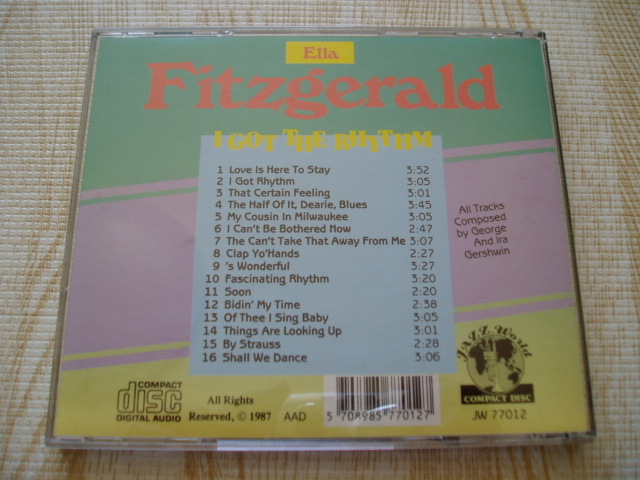 Ella
Fitzgerald
I GOT THE RHYTHM
1 Love Is Here To Stay 3:52
2 I Got Rhythm 3:05
3 That Certain Feeling 3:01
4 The Half Of It, Dearie, Blues 3:45
5 My Cousin In Milwaukee 3:05
6 I Can't Be Bothered Now 2:47
7 The Can't Take That Away From Me 3:07
8 Clap Yo'Hands 2:27
9 's Wonderful 3:27
10 Fascinating Rhythm 3:20
11 Soon 2:20
12 Bidin' My Time 2:38
13 Of Thee I Sing Baby 3:05
14 Things Are Looking Up 3:01
15 By Strauss 2:28
16 Shall We Dance 3:06
All Tracks
Composed
by George
And Ira
Gershwin
COMPACT
disc
DIGITAL AUDIO
All Rights
Reserved, © 1987 AAD
5 708985 770127
JAZZ World
COMPACT DISC
JW 77012